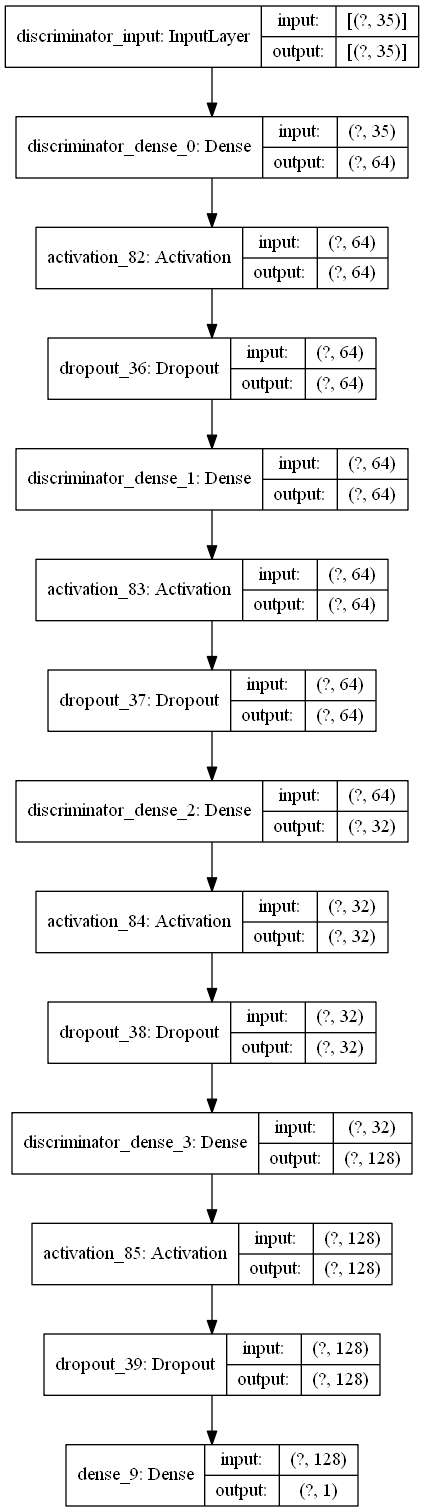 discriminator_input: InputLayer
input: [(?, 35)]
output: [(?, 35)]
discriminator_dense_0: Dense
input: (?, 35)
output: (?, 64)
activation_82: Activation
input: (?, 64)
output: (?, 64)
dropout_36: Dropout
input: (?, 64)
output: (?, 64)
discriminator_dense_1: Dense
input: (?, 64)
output: (?, 64)
activation_83: Activation
input: (?, 64)
output: (?, 64)
dropout_37: Dropout
input: (?, 64)
output: (?, 64)
discriminator_dense_2: Dense
input: (?, 64)
output: (?, 32)
activation_84: Activation
input: (?, 32)
output: (?, 32)
dropout_38: Dropout
input: (?, 32)
output: (?, 32)
discriminator_dense_3: Dense
input: (?, 32)
output: (?, 128)
activation_85: Activation
input: (?, 128)
output: (?, 128)
dropout_39: Dropout
input: (?, 128)
output: (?, 128)
dense_9: Dense
input: (?, 128)
output: (?, 1)